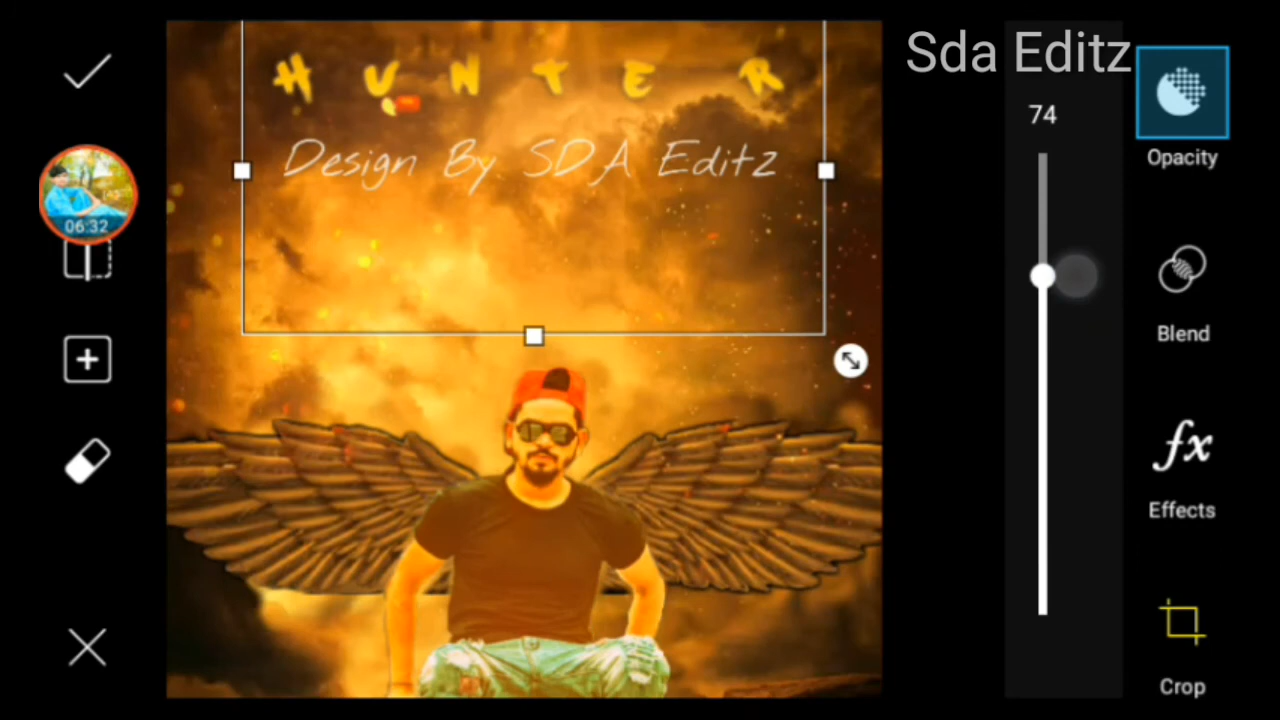 Sda Editz
74
Opacity
H U N T E R
Design By SDA Editz
06:32
Blend
fx
Effects
Crop